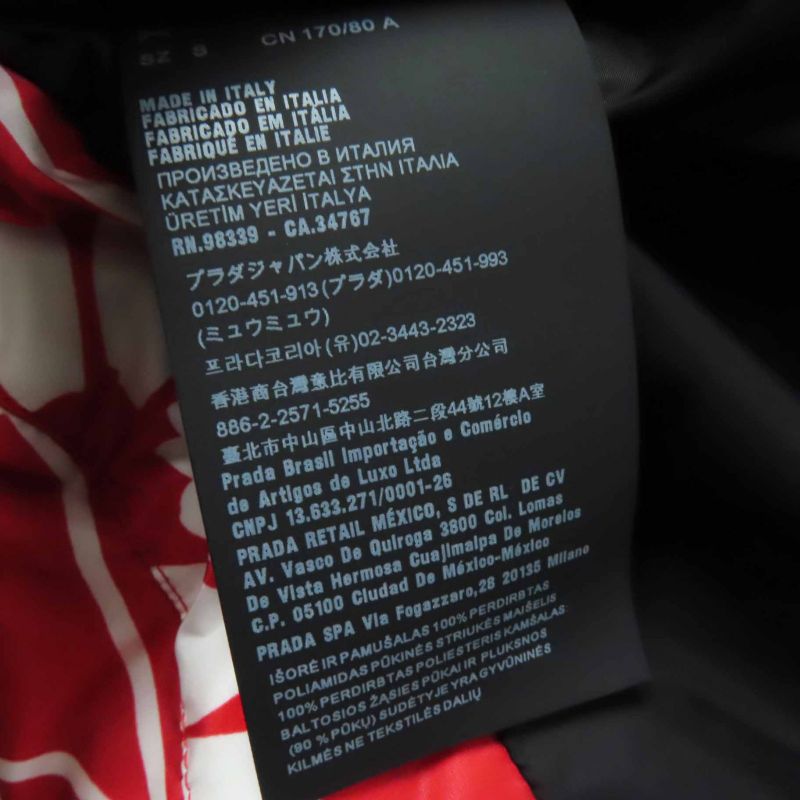 SZ S CN 170/80 A
MADE IN ITALY
FABRICADO EN ITALIA
FABRICADO EM ITÁLIA
FABRIQUÉ EN ITALIE
ПРОИЗВЕДЕНО В ИТАЛИЯ
ΚΑΤΑΣΚΕΥΑΖΕΤΑΙ ΣΤΗΝ ΙΤΑΛΙΑ
ÜRETİM YERİ İTALYA
RN.98339 - CA.34767
プラダジャパン株式会社
0120-451-913(プラダ)0120-451-993
(ミュウミュウ)
프라다코리아(유)02-3443-2323
香港商台灣意比有限公司台灣分公司
886-2-2571-5255
臺北市中山區中山北路二段44號12樓A室
Prada Brasil Importação e Comércio
de Artigos de Luxo Ltda
CNPJ 13.633.271/0001-26
PRADA RETAIL MÉXICO, S DE RL DE CV
AV. Vasco De Quiroga 3800 Col. Lomas
De Vista Hermosa Cuajimalpa De Morelos
C.P. 05100 Ciudad De México-México
PRADA SPA Via Fogazzaro,28 20135 Milano
IŠORĖ IR PAMUŠALAS 100% PERDIRBTAS
POLIAMIDAS PŪKINĖS STRIUKĖS MAIŠELIS
100% PERDIRBTAS POLIESTERIS KAMŠALAS:
BALTOSIOS ŽĄSIES PŪKAI IR PLUKSNOS
(90 % PŪKŲ) SUDĖTYJE YRA GYVŪNINĖS
KILMĖS NE TEKSTILĖS DALIŲ